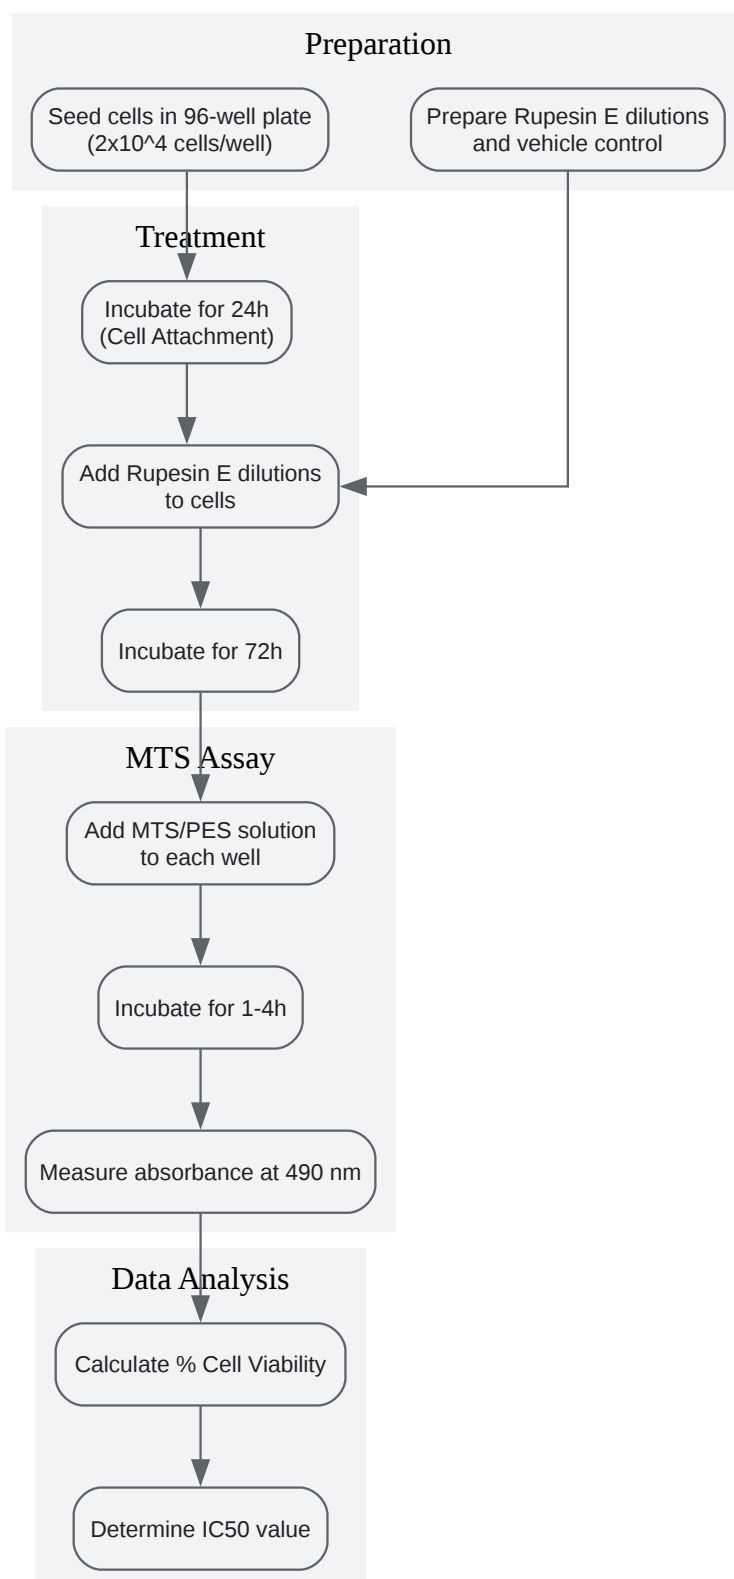 Preparation
Seed cells in 96-well plate
(2x10^4 cells/well)
Prepare Rupesin E dilutions
and vehicle control
Treatment
Incubate for 24h
(Cell Attachment)
Add Rupesin E dilutions
to cells
Incubate for 72h
MTS Assay
Add MTS/PES solution
to each well
Incubate for 1-4h
Measure absorbance at 490 nm
Data Analysis
Calculate % Cell Viability
Determine IC50 value